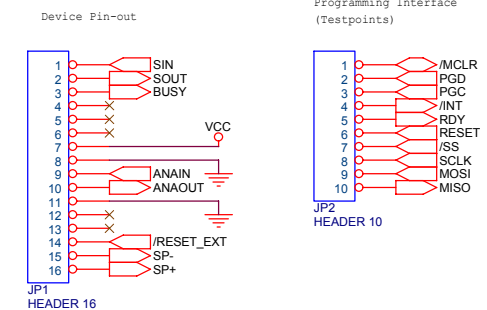 Device Pin-out
Programming Interface
(Testpoints)
1 SIN
2 SOUT
3 BUSY
4
5
6
7 VCC
8
9 ANAIN
10 ANAOUT
11
12
13
14 /RESET_EXT
15 SP-
16 SP+
JP1
HEADER 16
1 /MCLR
2 PGD
3 PGC
4 /INT
5 RDY
6 RESET
7 /SS
8 SCLK
9 MOSI
10 MISO
JP2
HEADER 10